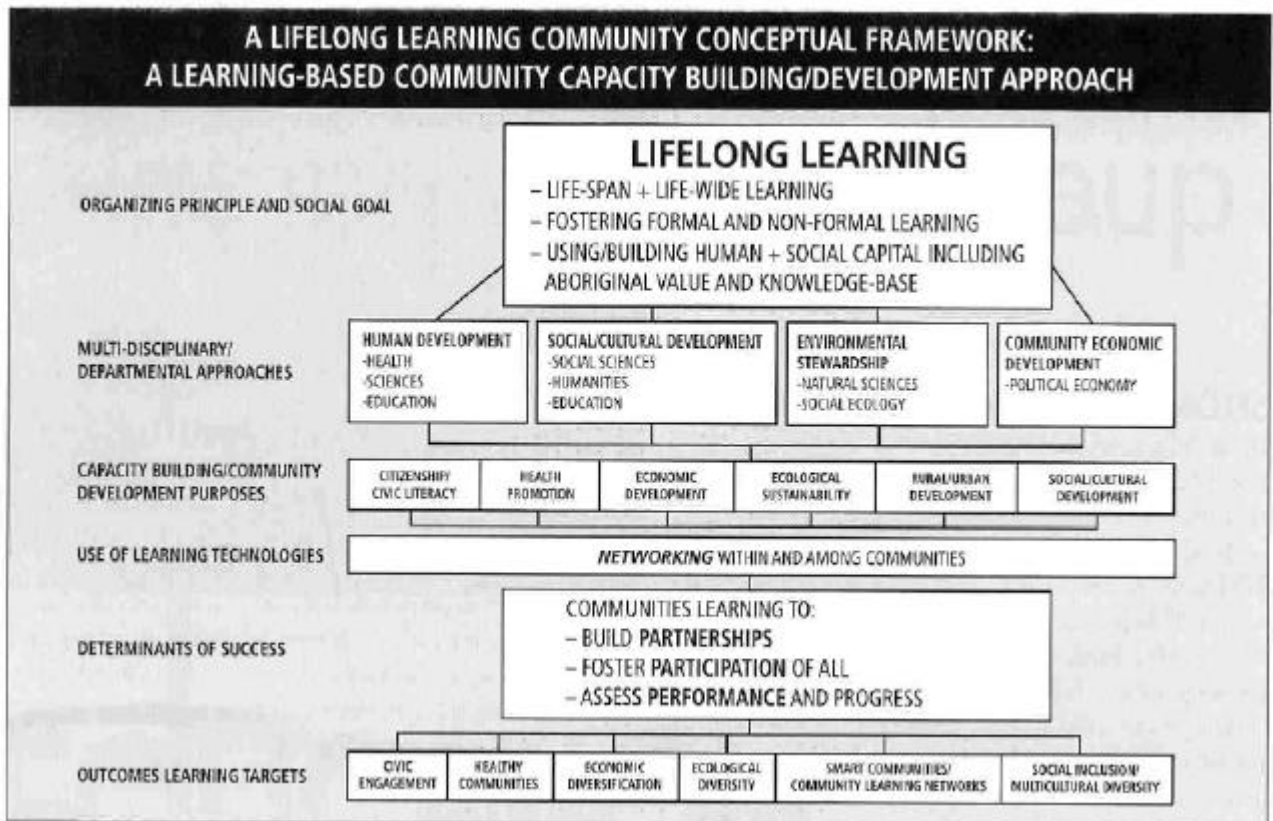 A LIFELONG LEARNING COMMUNITY CONCEPTUAL FRAMEWORK:
A LEARNING-BASED COMMUNITY CAPACITY BUILDING/DEVELOPMENT APPROACH
ORGANIZING PRINCIPLE AND SOCIAL GOAL
LIFELONG LEARNING
– LIFE-SPAN + LIFE-WIDE LEARNING
– FOSTERING FORMAL AND NON-FORMAL LEARNING
– USING/BUILDING HUMAN + SOCIAL CAPITAL INCLUDING
ABORIGINAL VALUE AND KNOWLEDGE-BASE
MULTI-DISCIPLINARY/
DEPARTMENTAL APPROACHES
HUMAN DEVELOPMENT
-HEALTH
-SCIENCES
-EDUCATION
SOCIAL/CULTURAL DEVELOPMENT
-SOCIAL SCIENCES
-HUMANITIES
-EDUCATION
ENVIRONMENTAL
STEWARDSHIP
-NATURAL SCIENCES
-SOCIAL ECOLOGY
COMMUNITY ECONOMIC
DEVELOPMENT
-POLITICAL ECONOMY
CAPACITY BUILDING/COMMUNITY
DEVELOPMENT PURPOSES
CITIZENSHIP/
CIVIC LITERACY
HEALTH
PROMOTION
ECONOMIC
DEVELOPMENT
ECOLOGICAL
SUSTAINABILITY
RURAL/URBAN
DEVELOPMENT
SOCIAL/CULTURAL
DEVELOPMENT
USE OF LEARNING TECHNOLOGIES
NETWORKING WITHIN AND AMONG COMMUNITIES
DETERMINANTS OF SUCCESS
COMMUNITIES LEARNING TO:
– BUILD PARTNERSHIPS
– FOSTER PARTICIPATION OF ALL
– ASSESS PERFORMANCE AND PROGRESS
OUTCOMES LEARNING TARGETS
CIVIC
ENGAGEMENT
HEALTHY
COMMUNITIES
ECONOMIC
DIVERSIFICATION
ECOLOGICAL
DIVERSITY
SMART COMMUNITIES/
COMMUNITY LEARNING NETWORKS
SOCIAL INCLUSION/
MULTICULTURAL DIVERSITY